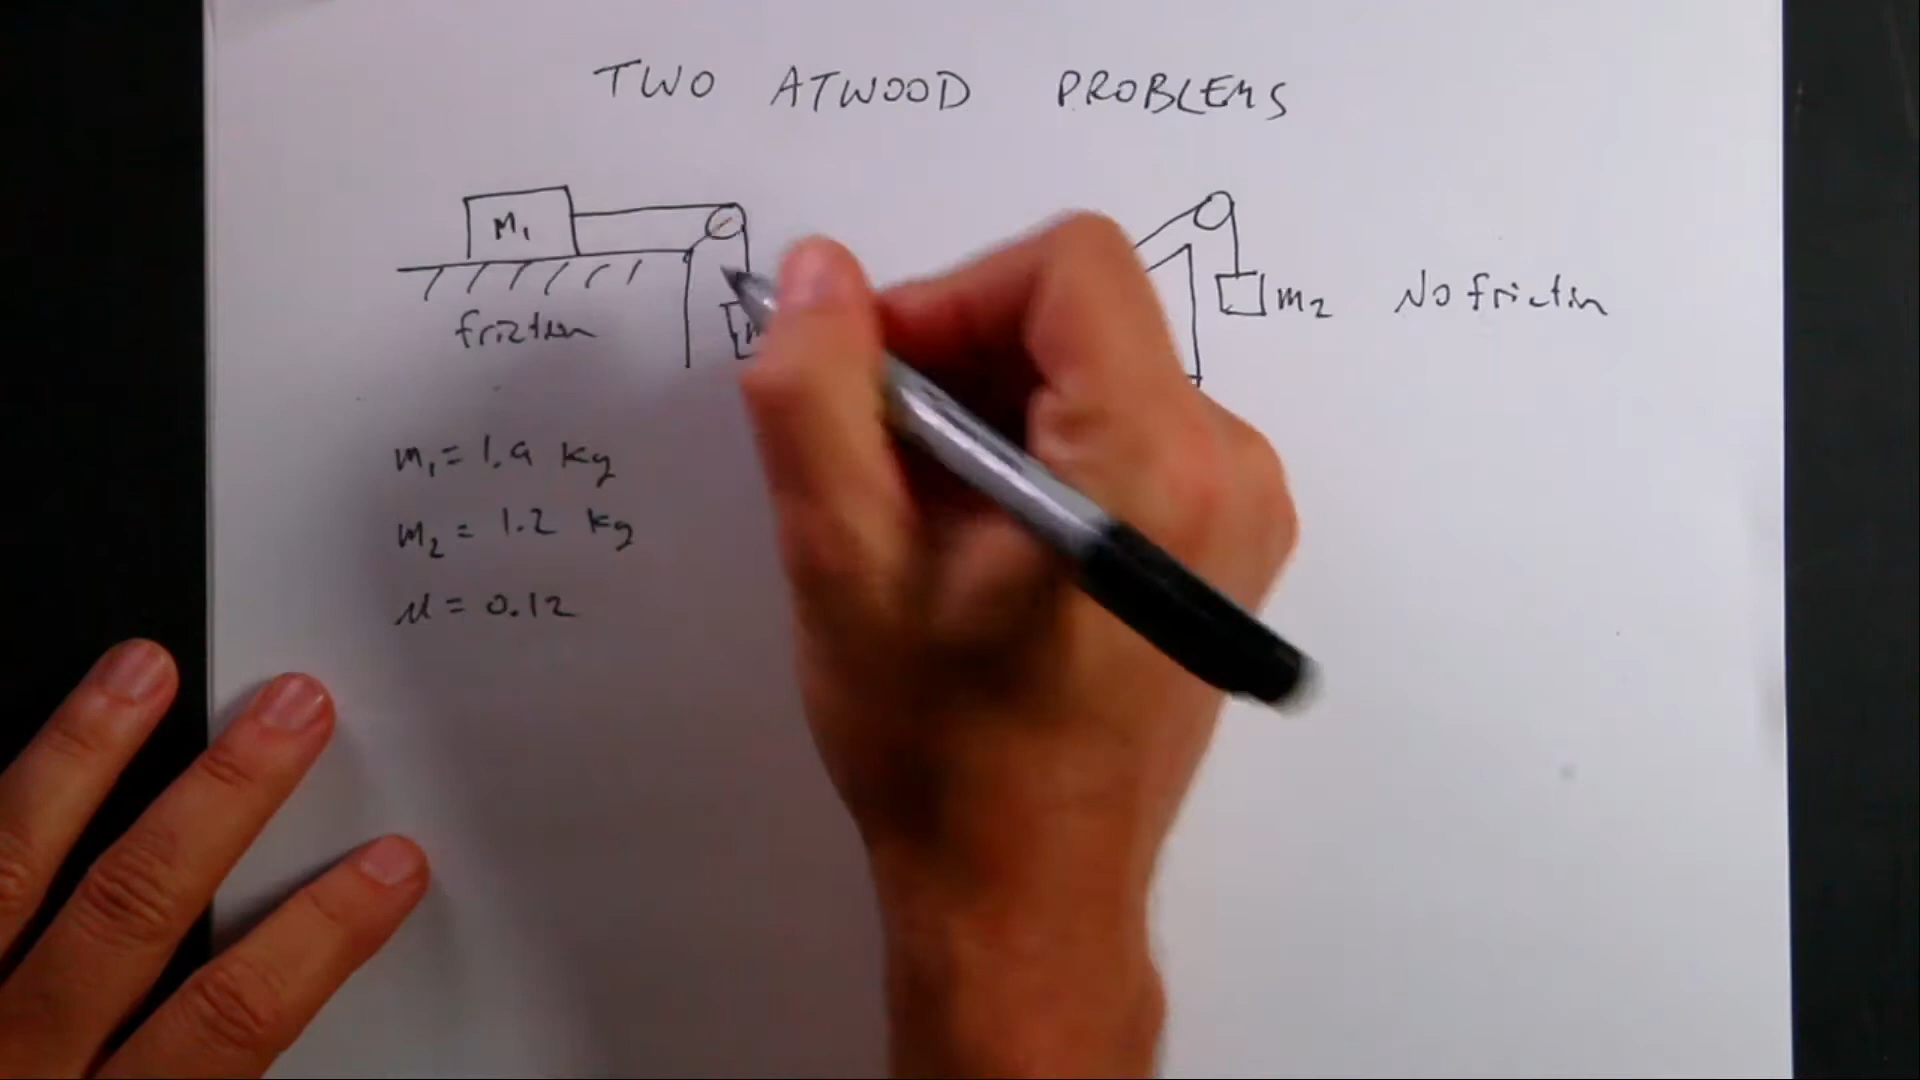 TWO ATWOOD PROBLEMS
M₁
friction
m₂ No friction
m₁ = 1.9 kg
m₂ = 1.2 kg
μ = 0.12